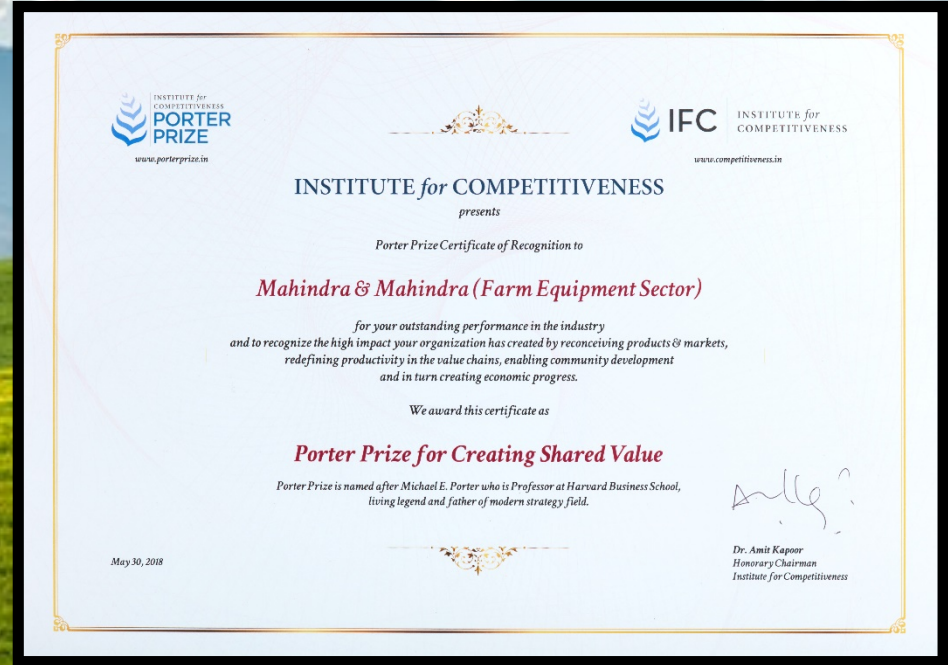 INSTITUTE for
COMPETITIVENESS
PORTER
PRIZE
www.porterprize.in
IFC
INSTITUTE for
COMPETITIVENESS
www.competitiveness.in
INSTITUTE for COMPETITIVENESS
presents
Porter Prize Certificate of Recognition to
Mahindra & Mahindra (Farm Equipment Sector)
for your outstanding performance in the industry
and to recognize the high impact your organization has created by reconceiving products & markets,
redefining productivity in the value chains, enabling community development
and in turn creating economic progress.
We award this certificate as
Porter Prize for Creating Shared Value
Porter Prize is named after Michael E. Porter who is Professor at Harvard Business School,
living legend and father of modern strategy field.
May 30, 2018
Dr. Amit Kapoor
Honorary Chairman
Institute for Competitiveness